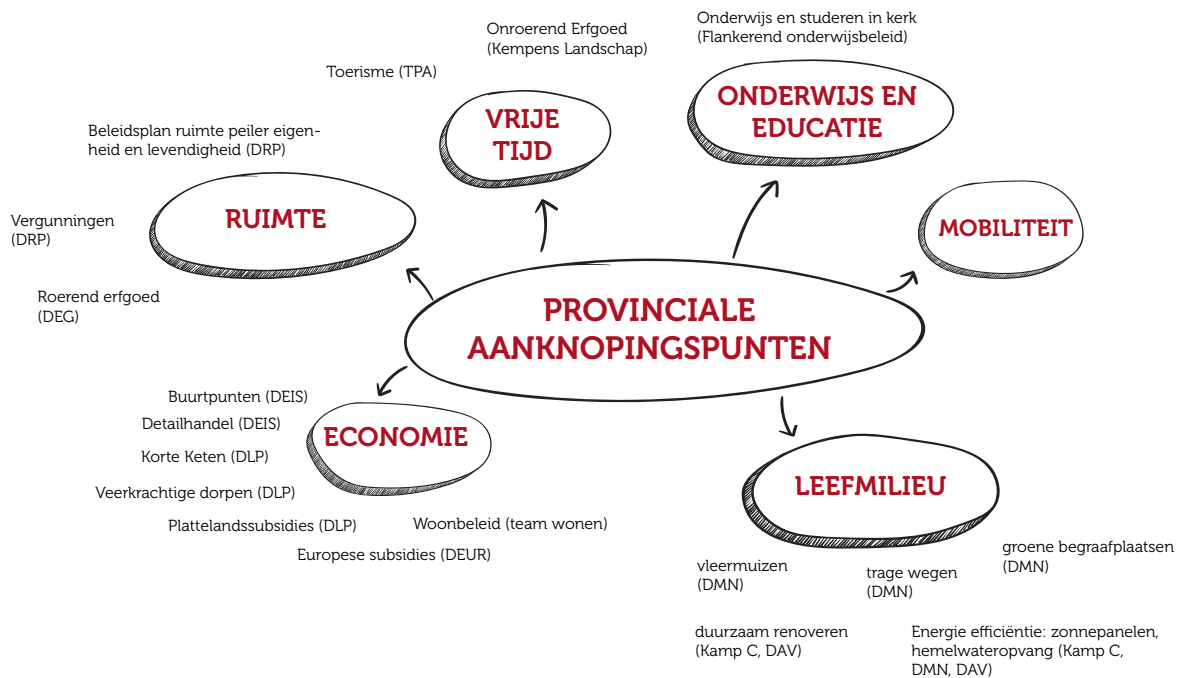 Onderwijs en studeren in kerk
(Flankerend onderwijsbeleid)
Onroerend Erfgoed
(Kempens Landschap)
Toerisme (TPA)
ONDERWIJS EN
EDUCATIE
VRIJE
TIJD
Beleidsplan ruimte peiler eigen-
heid en levendigheid (DRP)
RUIMTE
Vergunningen
(DRP)
MOBILITEIT
Roerend erfgoed
(DEG)
PROVINCIALE
AANKNOPINGSPUNTEN
Buurtpunten (DEIS)
Detailhandel (DEIS)
ECONOMIE
Korte Keten (DLP)
Veerkrachtige dorpen (DLP)
Plattelandssubsidies (DLP)
Woonbeleid (team wonen)
Europese subsidies (DEUR)
LEEFMILIEU
groene begraafplaatsen
(DMN)
vleermuizen
(DMN)
trage wegen
(DMN)
duurzaam renoveren
(Kamp C, DAV)
Energie efficiëntie: zonnepanelen,
hemelwateropvang (Kamp C,
DMN, DAV)